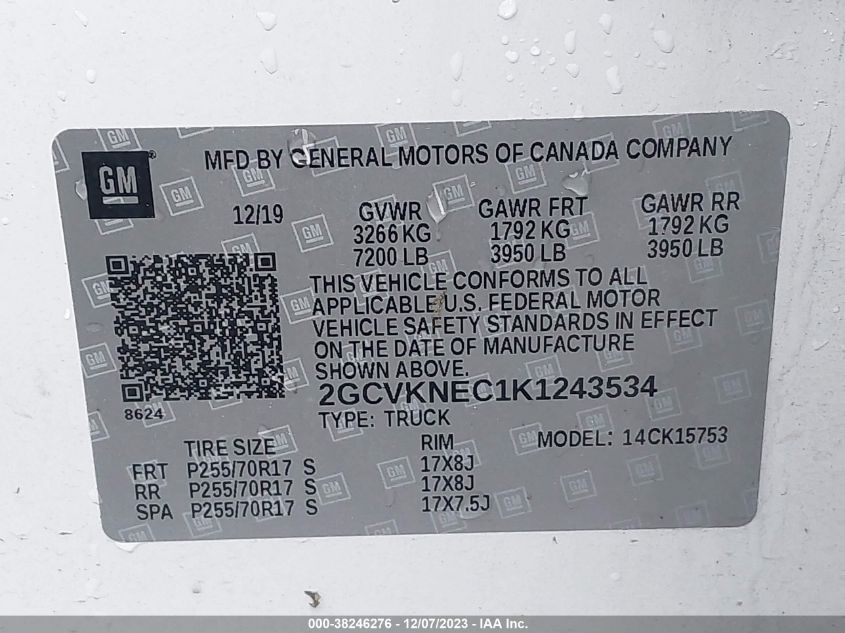 GM
MFD BY GENERAL MOTORS OF CANADA COMPANY
12/19 GVWR GAWR FRT GAWR RR
3266 KG 1792 KG 1792 KG
7200 LB 3950 LB 3950 LB
THIS VEHICLE CONFORMS TO ALL
APPLICABLE U.S. FEDERAL MOTOR
VEHICLE SAFETY STANDARDS IN EFFECT
ON THE DATE OF MANUFACTURE
SHOWN ABOVE.
2GCVKNEC1K1243534
8624 TYPE: TRUCK
TIRE SIZE RIM MODEL: 14CK15753
FRT P255/70R17 S 17X8J
RR P255/70R17 S 17X8J
SPA P255/70R17 S 17X7.5J
000-38246276 - 12/07/2023 - IAA Inc.